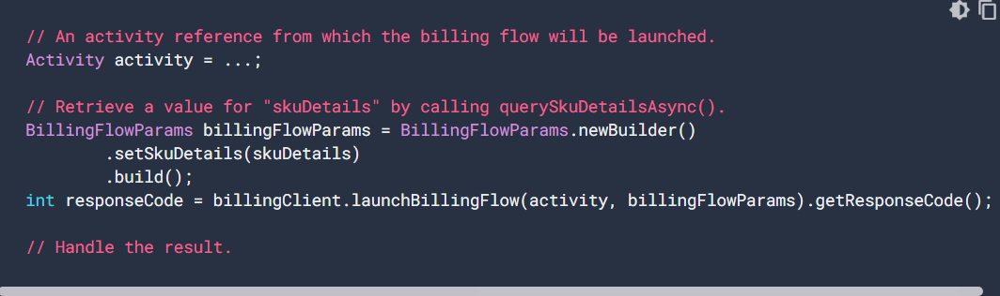 // An activity reference from which the billing flow will be launched.
Activity activity = ...;
// Retrieve a value for "skuDetails" by calling querySkuDetailsAsync().
BillingFlowParams billingFlowParams = BillingFlowParams.newBuilder()
.setSkuDetails(skuDetails)
.build();
int responseCode = billingClient.launchBillingFlow(activity, billingFlowParams).getResponseCode();
// Handle the result.